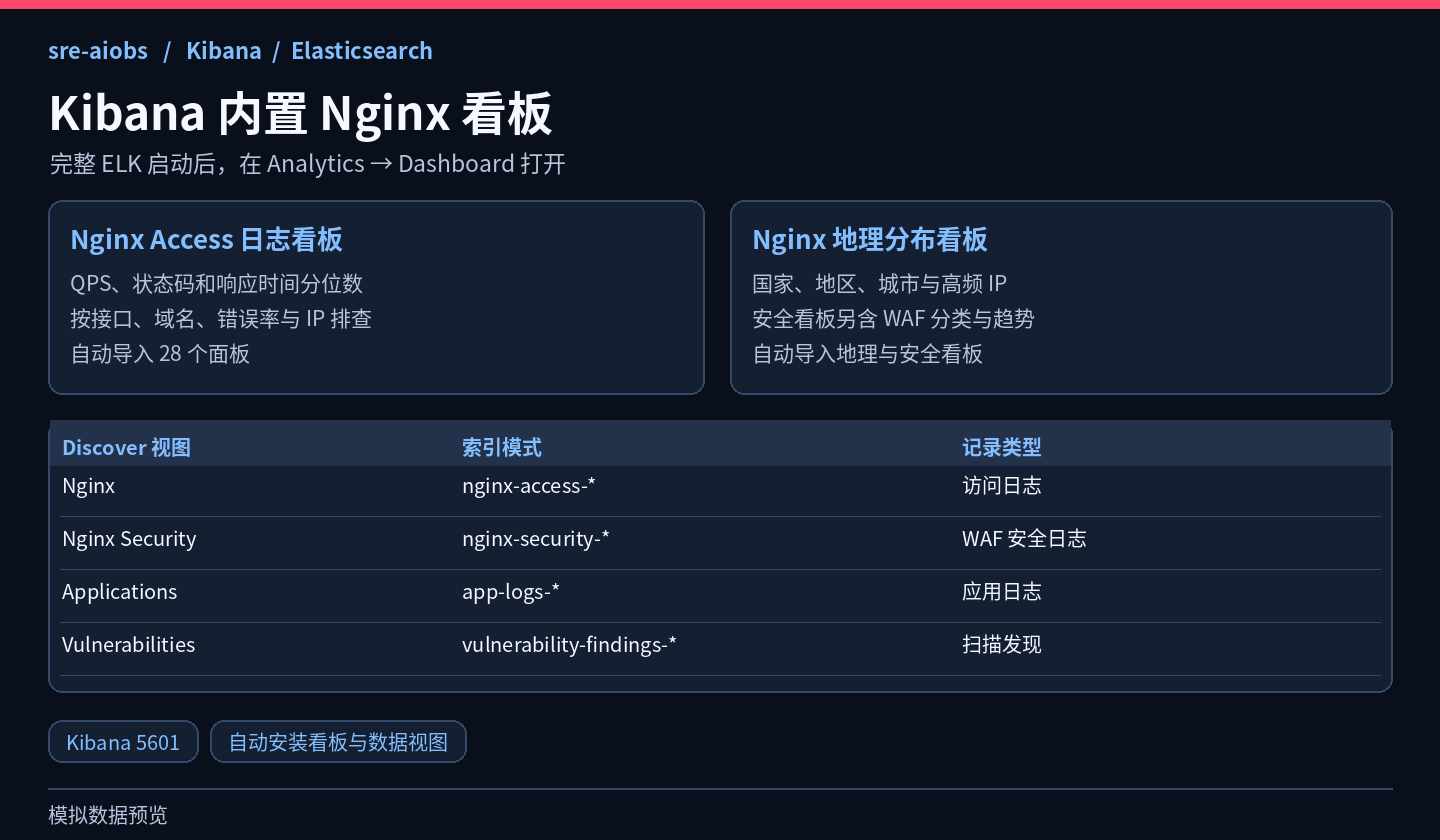 sre-aiobs / Kibana / Elasticsearch
Kibana 内置 Nginx 看板
完整 ELK 启动后，在 Analytics → Dashboard 打开
Nginx Access 日志看板
QPS、状态码和响应时间分位数
按接口、域名、错误率与 IP 排查
自动导入 28 个面板
Nginx 地理分布看板
国家、地区、城市与高频 IP
安全看板另含 WAF 分类与趋势
自动导入地理与安全看板
Discover 视图 索引模式 记录类型
Nginx nginx-access-* 访问日志
Nginx Security nginx-security-* WAF 安全日志
Applications app-logs-* 应用日志
Vulnerabilities vulnerability-findings-* 扫描发现
Kibana 5601 自动安装看板与数据视图
模拟数据预览